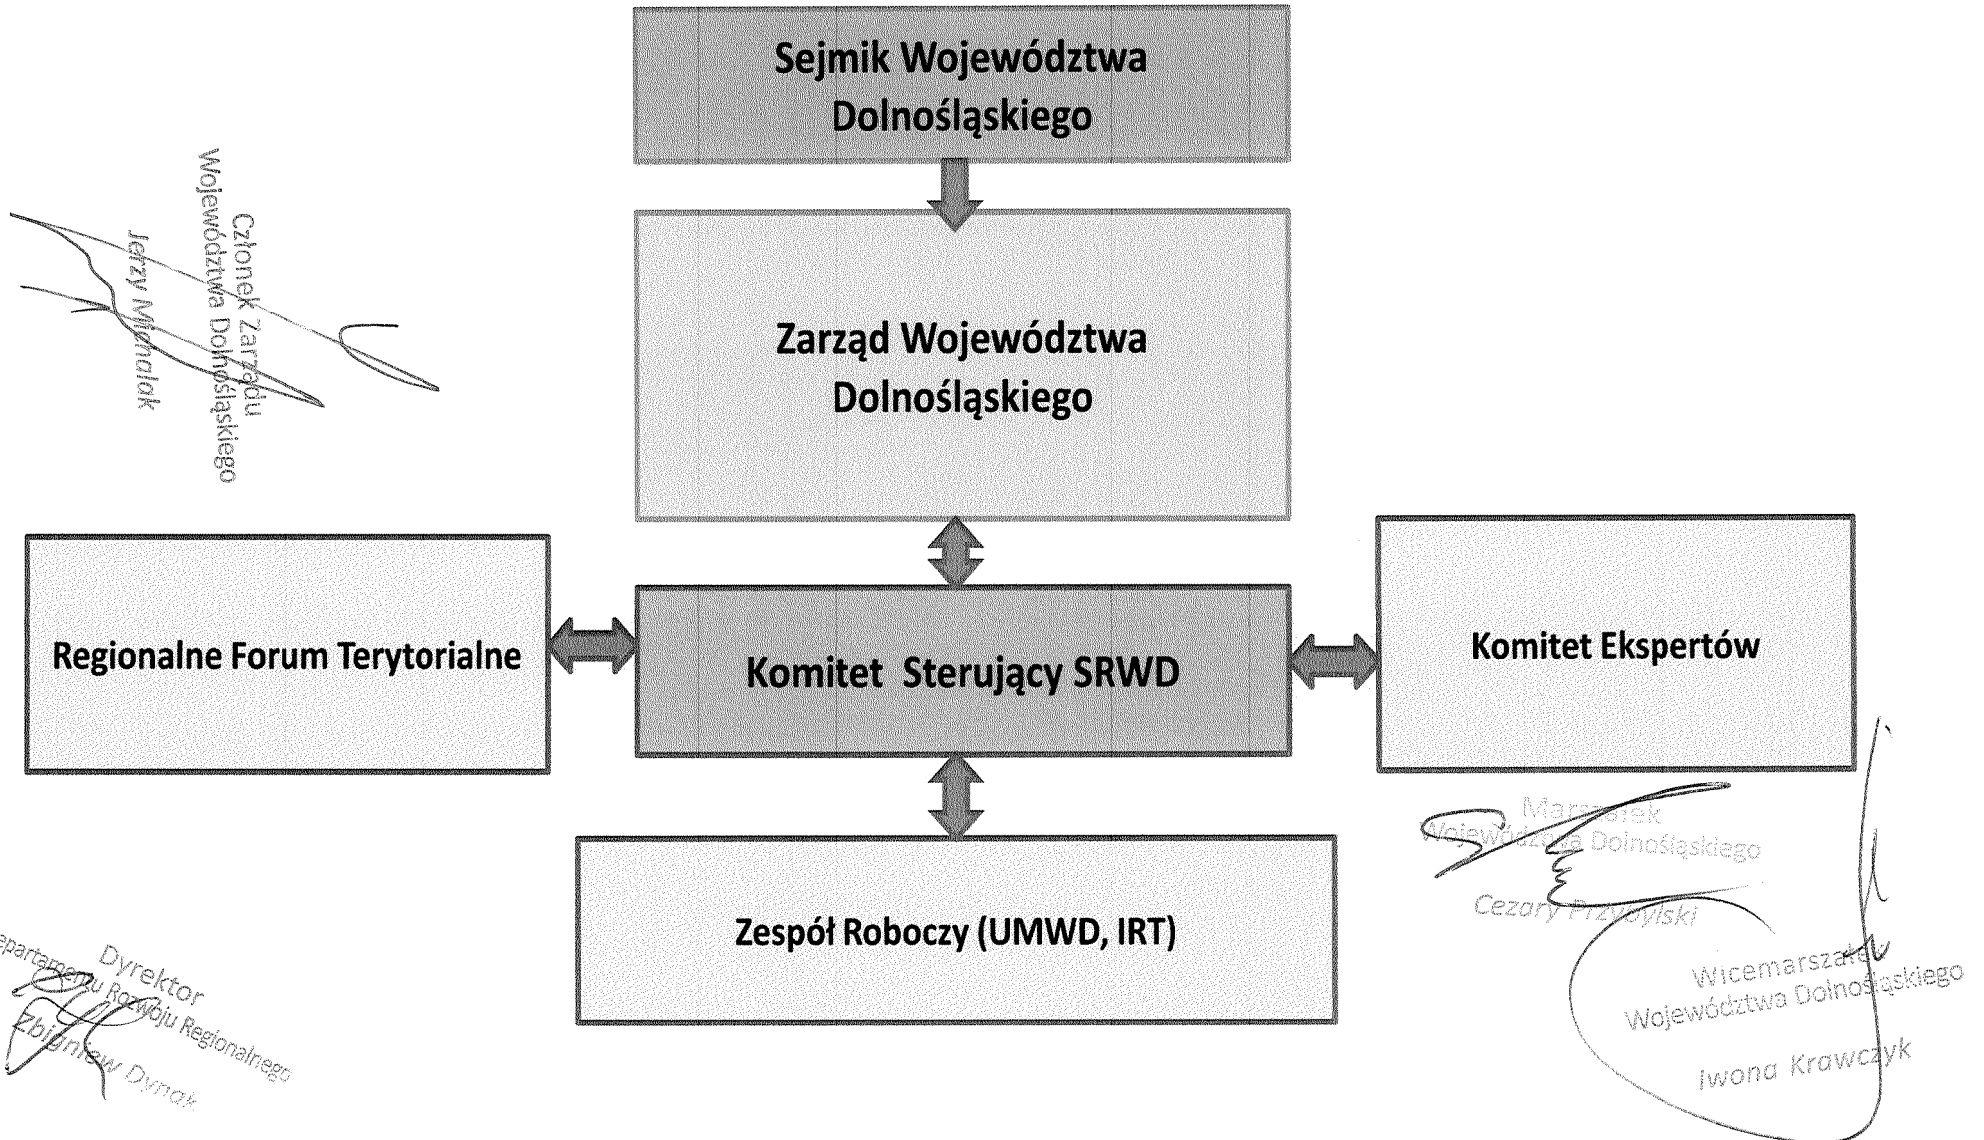 Sejmik Województwa
Dolnośląskiego
Członek Zarządu
Województwa Dolnośląskiego
Jerzy Michalak
Zarząd Województwa
Dolnośląskiego
Regionalne Forum Terytorialne
Komitet Sterujący SRWD
Komitet Ekspertów
Zespół Roboczy (UMWD, IRT)
Marszałek
Województwa Dolnośląskiego
Cezary Przybylski
Wicemarszałek
Województwa Dolnośląskiego
Iwona Krawczyk
Dyrektor
epartamentu Rozwoju Regionalnego
Zbigniew Dynak